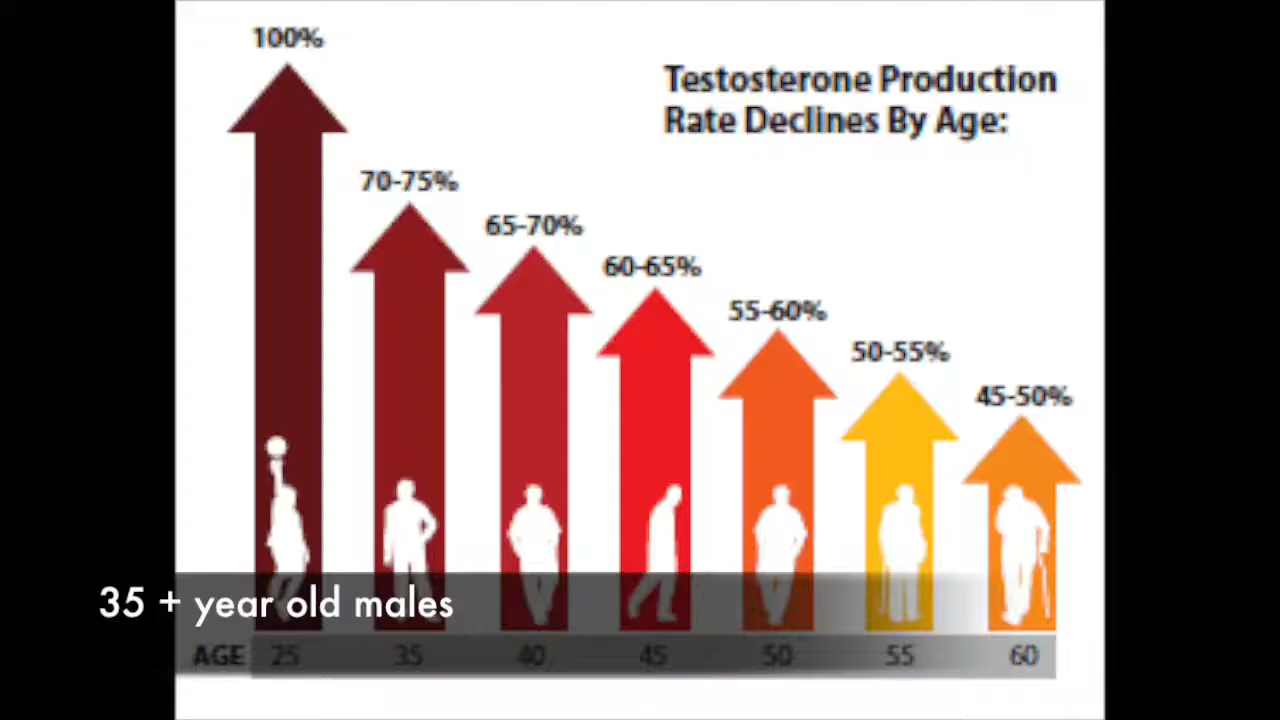 100%
Testosterone Production
Rate Declines By Age:
70-75%
65-70%
60-65%
55-60%
50-55%
45-50%
35 + year old males
AGE 25 35 40 45 50 55 60